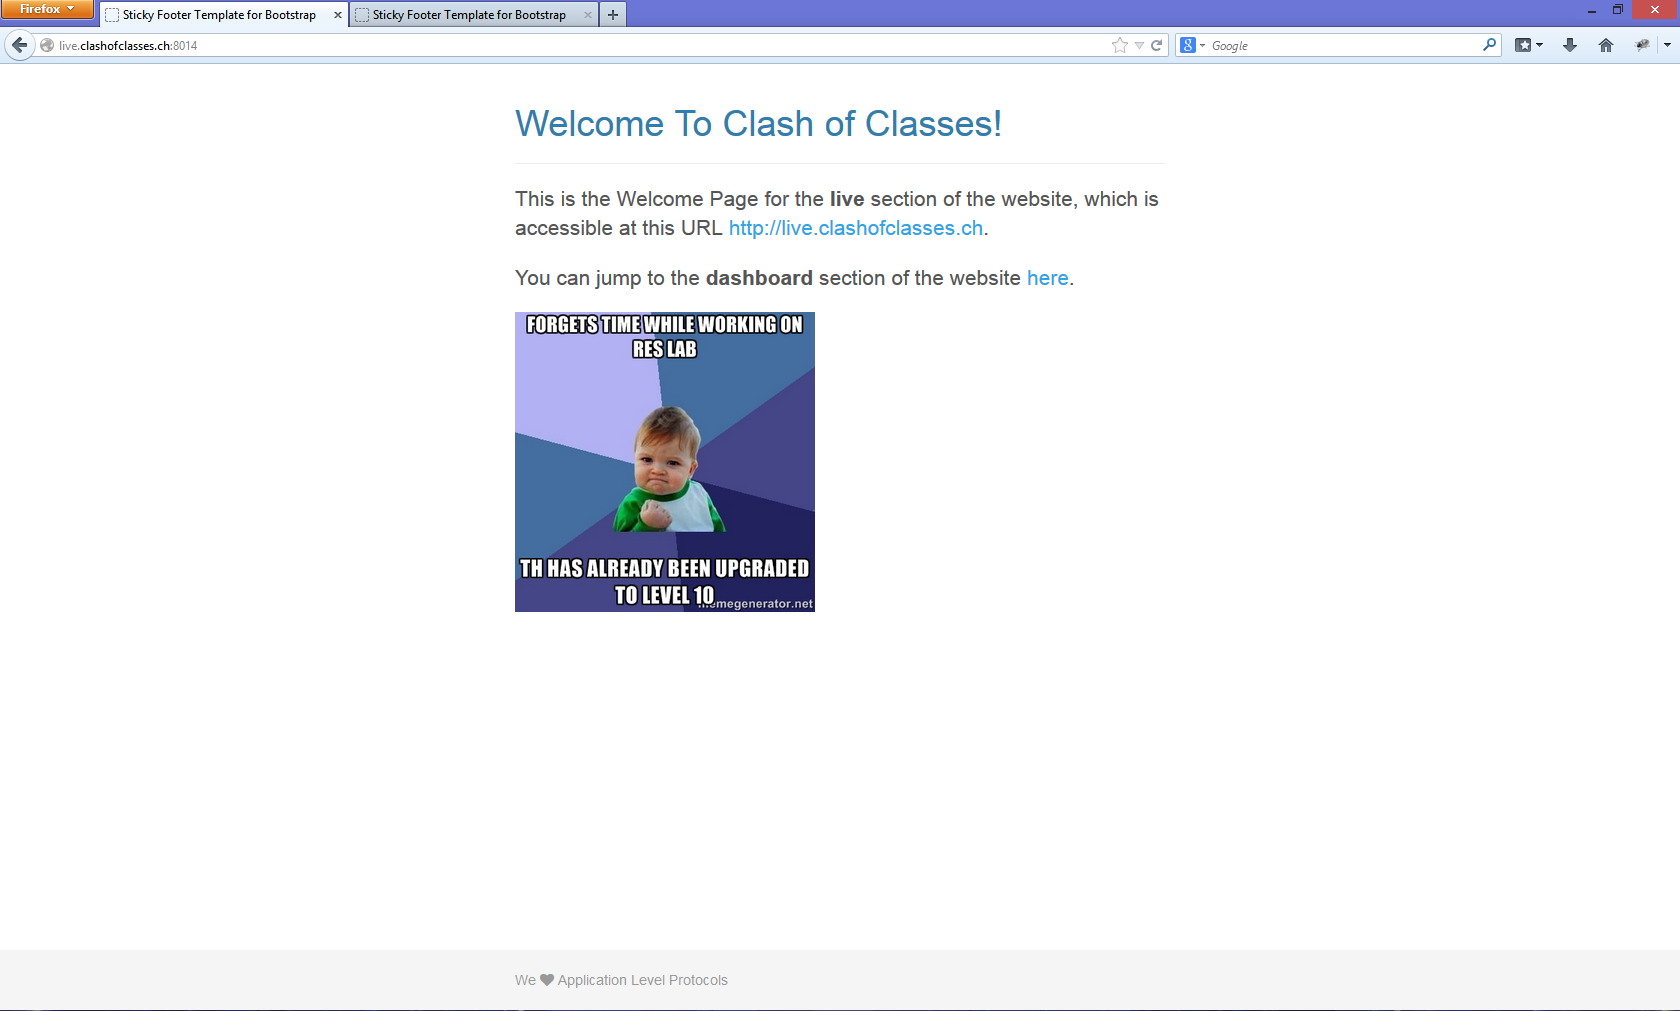 Firefox
Sticky Footer Template for Bootstrap
Sticky Footer Template for Bootstrap
live.clashofclasses.ch:8014
Google
Welcome To Clash of Classes!
This is the Welcome Page for the live section of the website, which is
accessible at this URL http://live.clashofclasses.ch.
You can jump to the dashboard section of the website here.
FORGETS TIME WHILE WORKING ON
RES LAB
TH HAS ALREADY BEEN UPGRADED
TO LEVEL 10
memegenerator.net
We ♥ Application Level Protocols